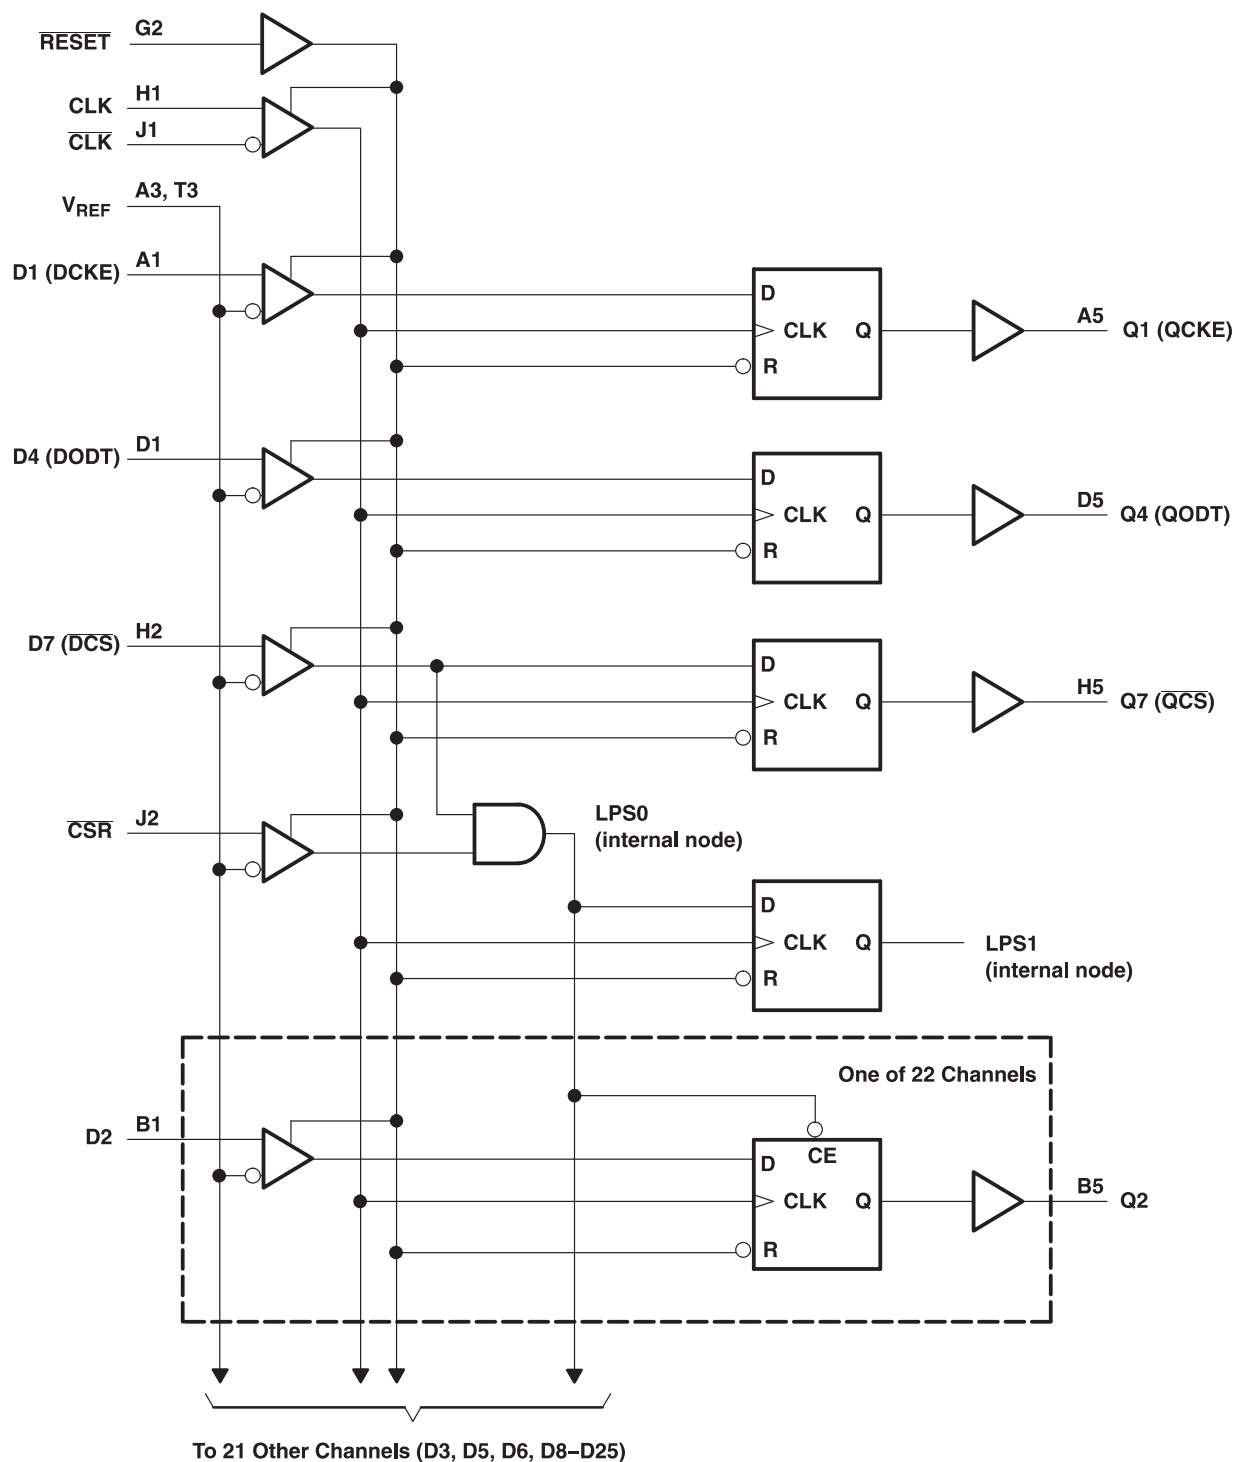 RESET G2
CLK H1
CLK J1
VREF A3, T3
D1 (DCKE) A1
D
CLK Q
R
A5 Q1 (QCKE)
D4 (DODT) D1
D
CLK Q
R
D5 Q4 (QODT)
D7 (DCS) H2
D
CLK Q
R
H5 Q7 (QCS)
CSR J2
LPS0
(internal node)
D
CLK Q
R
LPS1
(internal node)
One of 22 Channels
D2 B1
CE
D
CLK Q
R
B5 Q2
To 21 Other Channels (D3, D5, D6, D8–D25)